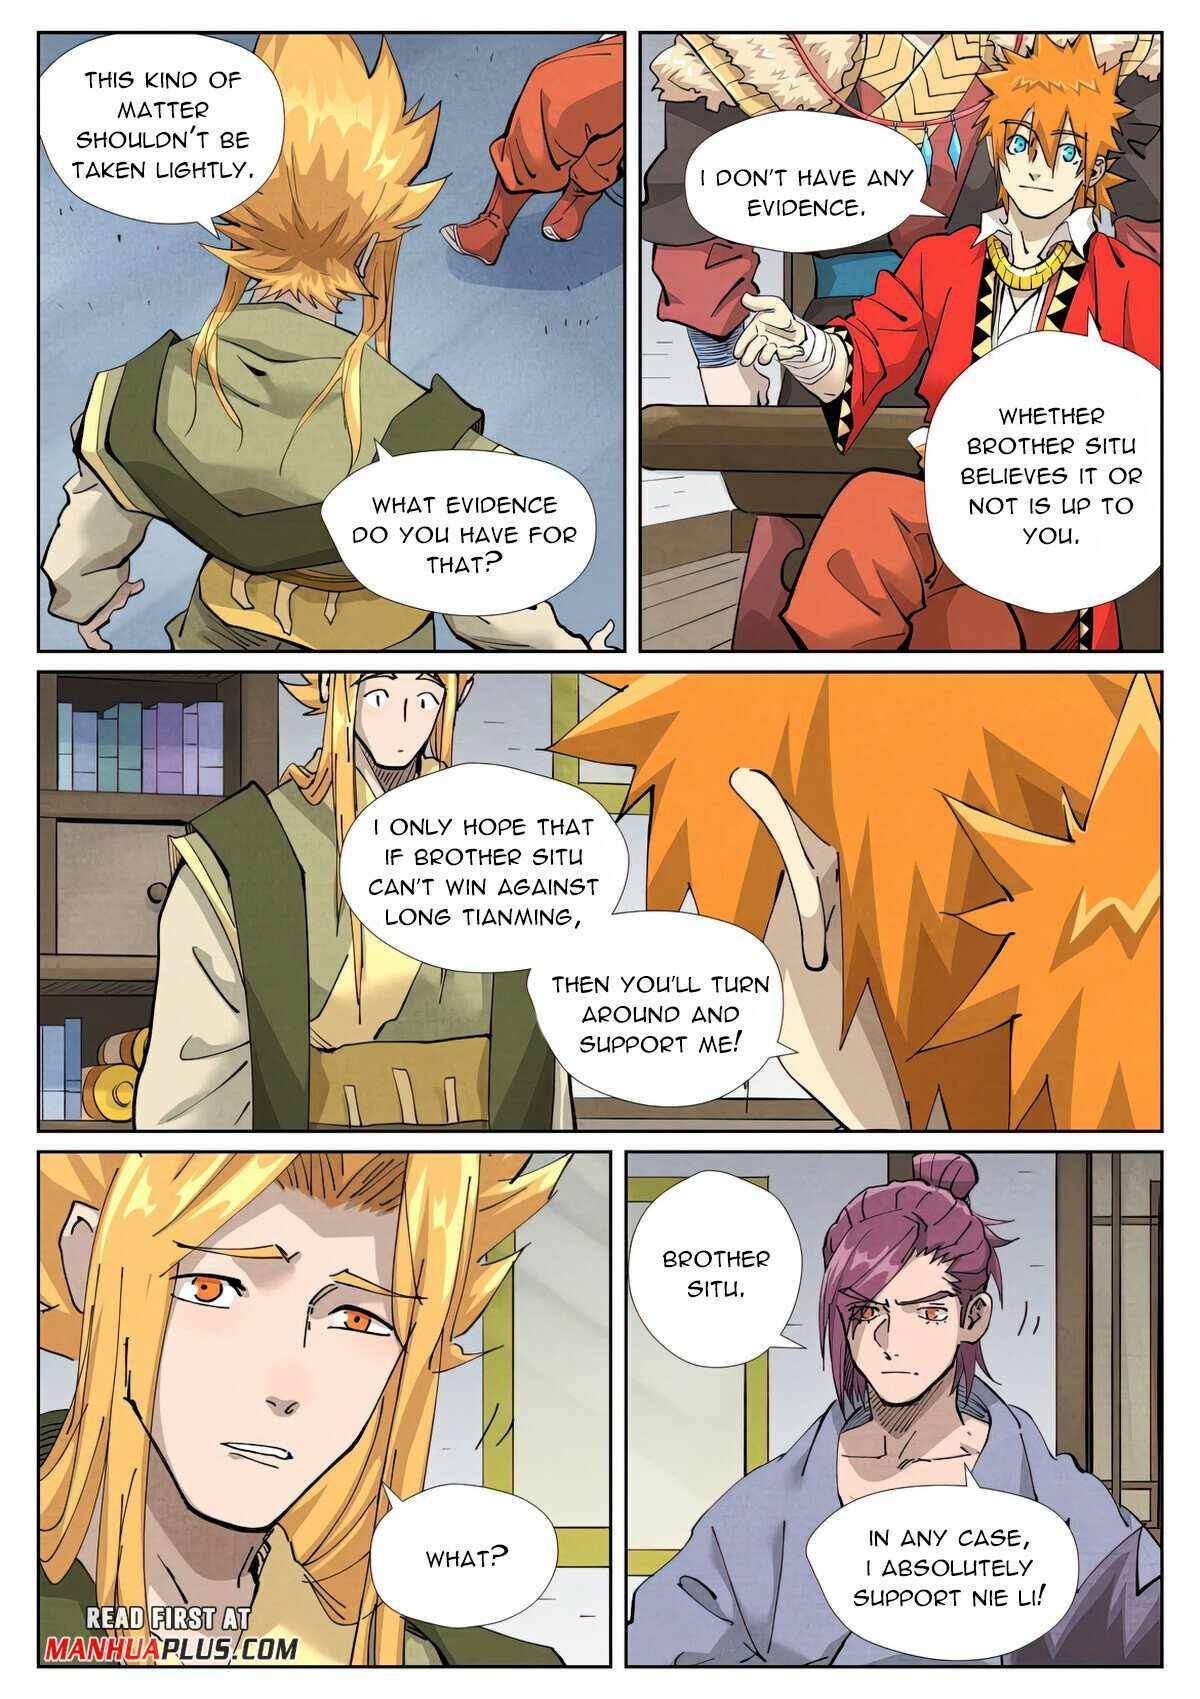 THIS KIND OF
MATTER
SHOULDN'T BE
TAKEN LIGHTLY.
WHAT EVIDENCE
DO YOU HAVE FOR
THAT?
I DON'T HAVE ANY
EVIDENCE.
WHETHER
BROTHER SITU
BELIEVES IT OR
NOT IS UP TO
YOU.
I ONLY HOPE THAT
IF BROTHER SITU
CAN'T WIN AGAINST
LONG TIANMING,
THEN YOU'LL TURN
AROUND AND
SUPPORT ME!
WHAT?
BROTHER
SITU.
IN ANY CASE,
I ABSOLUTELY
SUPPORT NIE LI!
READ FIRST AT
MANHUAPLUS.COM